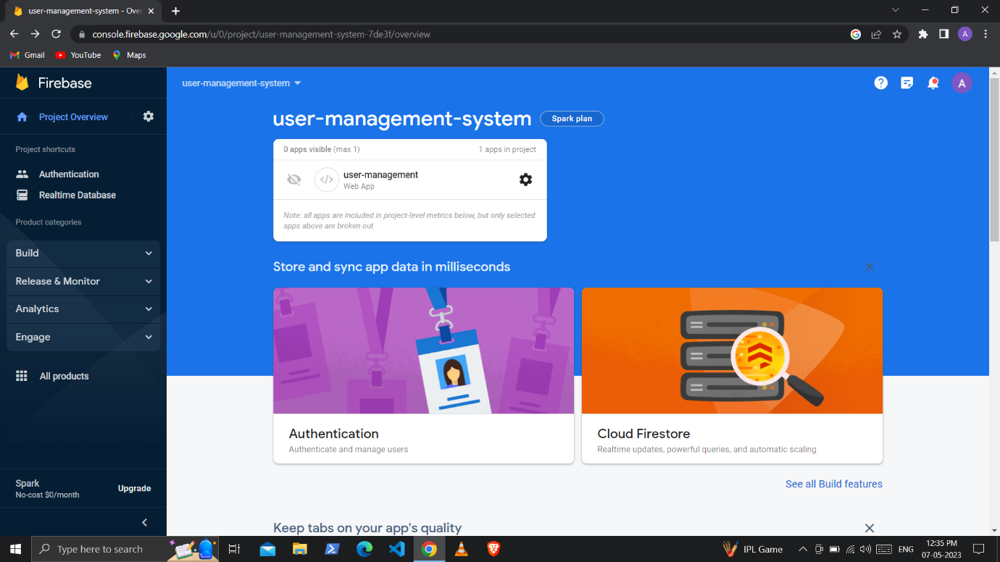 user-management-system - Over
console.firebase.google.com/u/0/project/user-management-system-7de3f/overview
A
Gmail
YouTube
Maps
Firebase
user-management-system
A
Project Overview
user-management-system
Spark plan
Project shortcuts
0 apps visible (max 1)
1 apps in project
Authentication
user-management
Web App
Realtime Database
Product categories
Note: all apps are included in project-level metrics below, but only selected
apps above are broken out
Build
Store and sync app data in milliseconds
Release & Monitor
Analytics
Engage
All products
Authentication
Authenticate and manage users
Cloud Firestore
Realtime updates, powerful queries, and automatic scaling
Spark
No-cost $0/month
Upgrade
See all Build features
Keep tabs on your app's quality
Type here to search
IPL Game
ENG
12:35 PM
07-05-2023